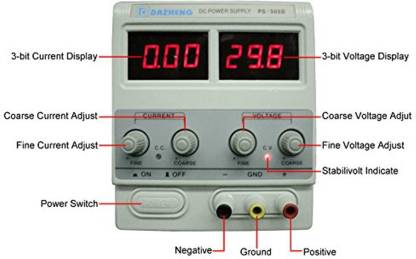 DAZHENG DC POWER SUPPLY PS-305D
3-bit Current Display
0.00
29.8
3-bit Voltage Display
Coarse Current Adjust
CURRENT
VOLTAGE
Coarse Voltage Adjut
Fine Current Adjust
C.C.
C.V.
Fine Voltage Adjust
FINE
COARSE
FINE
COARSE
Stabilivolt Indicate
ON
OFF
-
GND
+
Power Switch
Negative
Ground
Positive